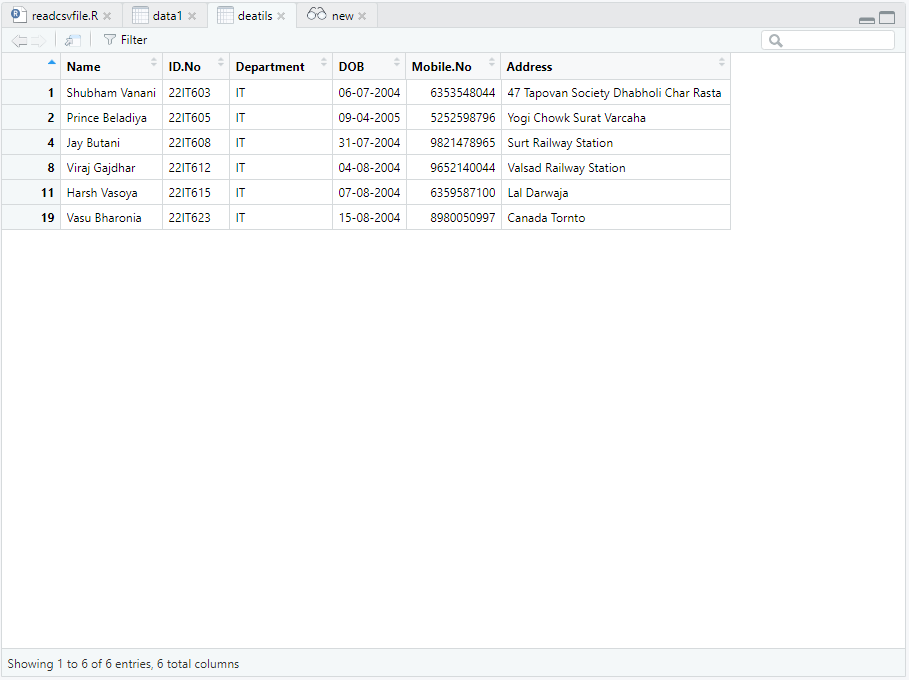 readcsvfile.R data1 deatils new
Filter
Name ID.No Department DOB Mobile.No Address
1 Shubham Vanani 22IT603 IT 06-07-2004 6353548044 47 Tapovan Society Dhabholi Char Rasta
2 Prince Beladiya 22IT605 IT 09-04-2005 5252598796 Yogi Chowk Surat Varcaha
4 Jay Butani 22IT608 IT 31-07-2004 9821478965 Surt Railway Station
8 Viraj Gajdhar 22IT612 IT 04-08-2004 9652140044 Valsad Railway Station
11 Harsh Vasoya 22IT615 IT 07-08-2004 6359587100 Lal Darwaja
19 Vasu Bharonia 22IT623 IT 15-08-2004 8980050997 Canada Tornto
Showing 1 to 6 of 6 entries, 6 total columns